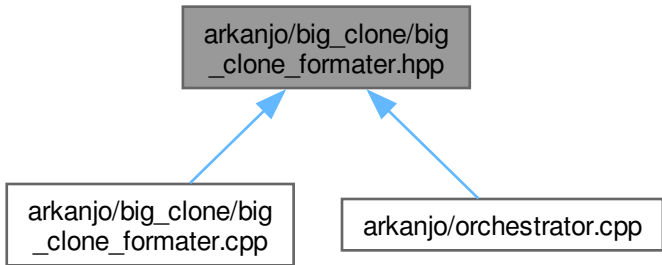 arkanjo/big_clone/big
_clone_formater.hpp
arkanjo/big_clone/big
_clone_formater.cpp
arkanjo/orchestrator.cpp